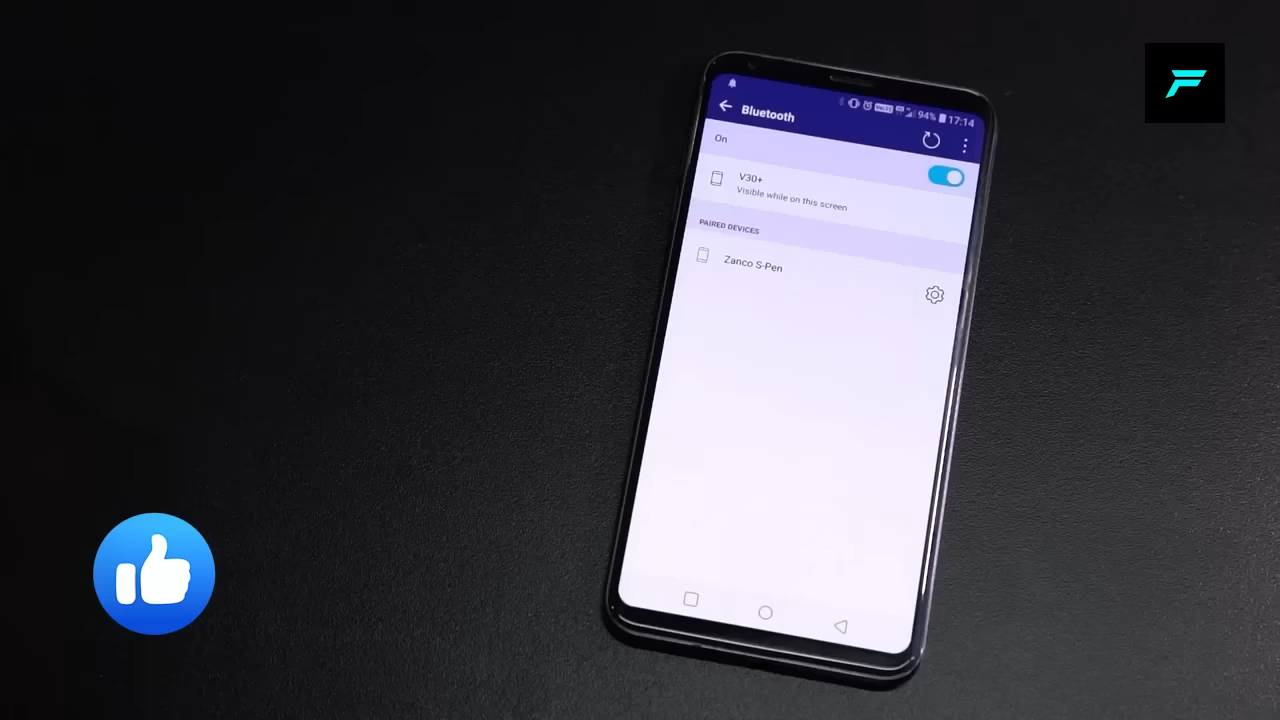 94% 17:14
Bluetooth
On
V30+
Visible while on this screen
PAIRED DEVICES
Zanco S-Pen